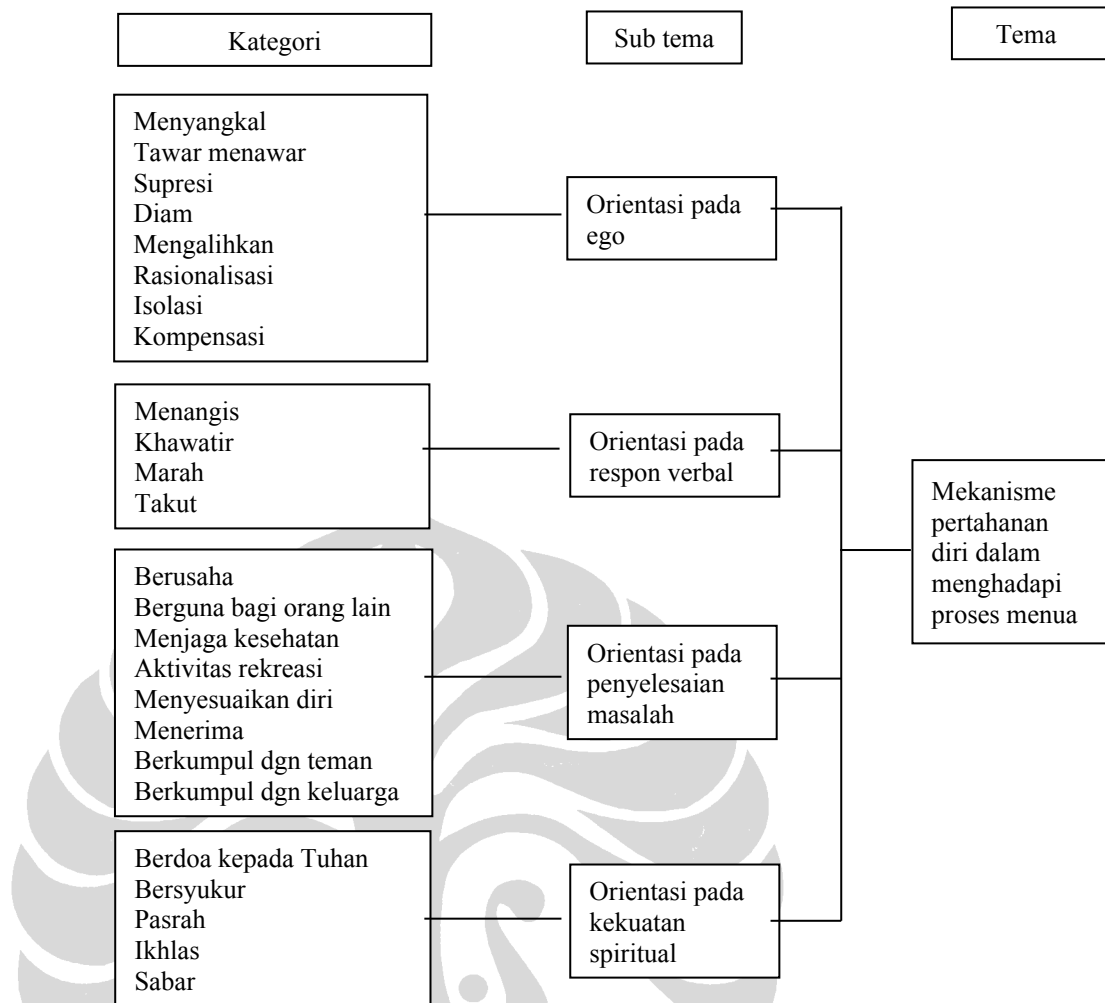 Kategori
Sub tema
Tema
Menyangkal
Tawar menawar
Supresi
Diam
Mengalihkan
Rasionalisasi
Isolasi
Kompensasi
Orientasi pada
ego
Menangis
Khawatir
Marah
Takut
Orientasi pada
respon verbal
Berusaha
Berguna bagi orang lain
Menjaga kesehatan
Aktivitas rekreasi
Menyesuaikan diri
Menerima
Berkumpul dgn teman
Berkumpul dgn keluarga
Orientasi pada
penyelesaian
masalah
Berdoa kepada Tuhan
Bersyukur
Pasrah
Ikhlas
Sabar
Orientasi pada
kekuatan
spiritual
Mekanisme
pertahanan
diri dalam
menghadapi
proses menua